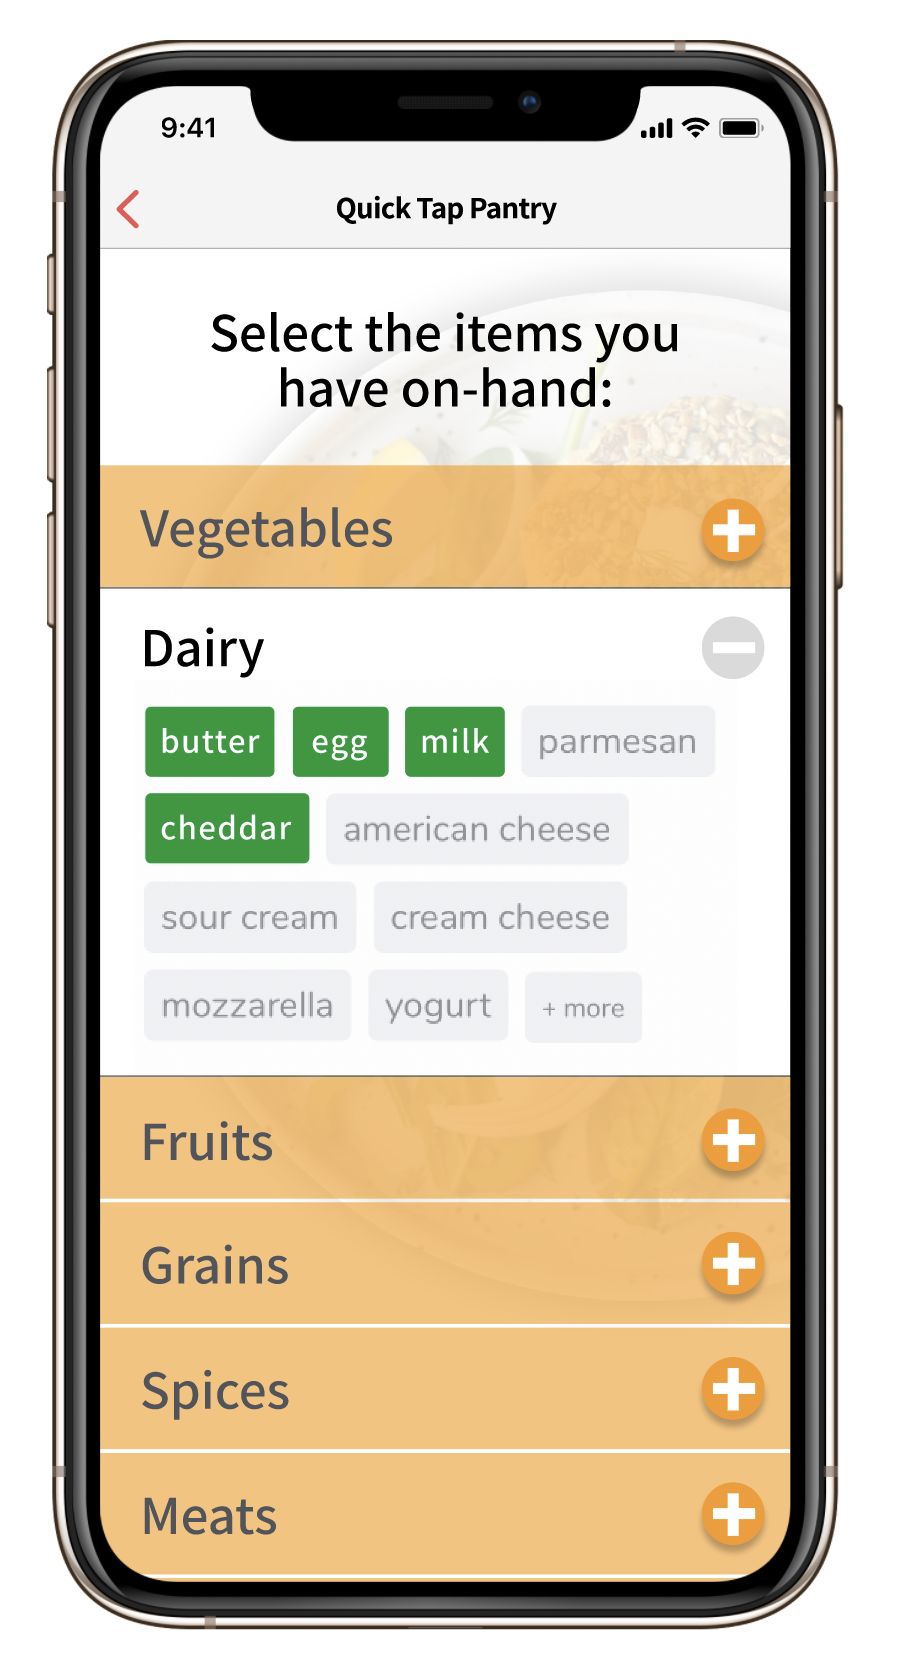 9:41
Quick Tap Pantry
Select the items you
have on-hand:
Vegetables
Dairy
butter egg milk parmesan
cheddar american cheese
sour cream cream cheese
mozzarella yogurt + more
Fruits
Grains
Spices
Meats